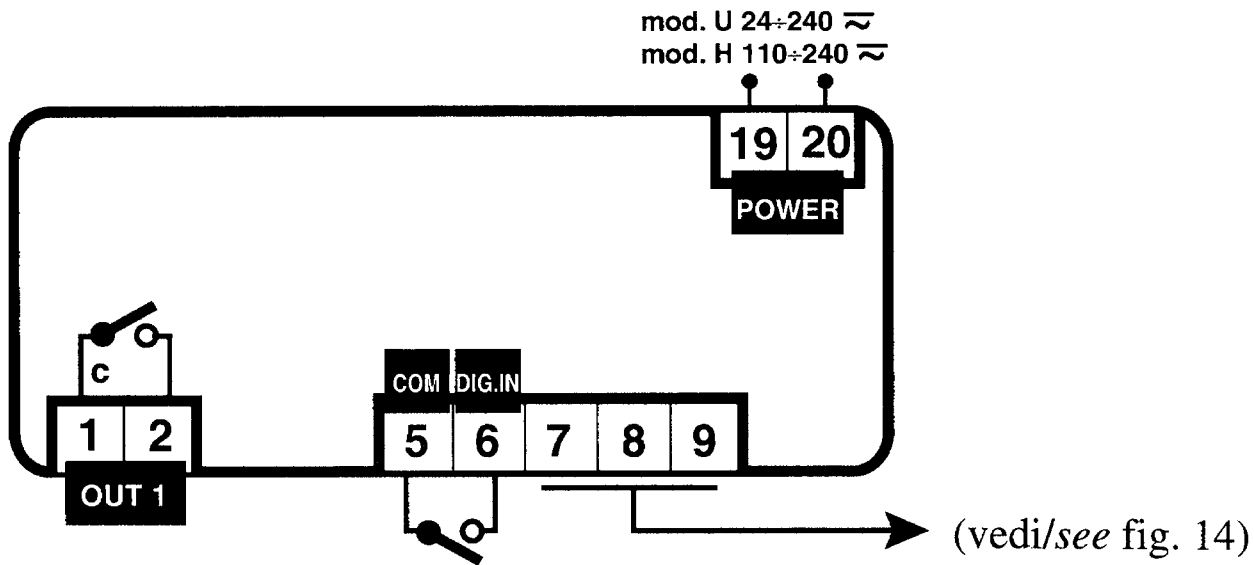 mod. U 24÷240 ⎓~
mod. H 110÷240 ⎓~
19 20
POWER
c
COM DIG.IN
1 2
5 6 7 8 9
OUT 1
(vedi/see fig. 14)